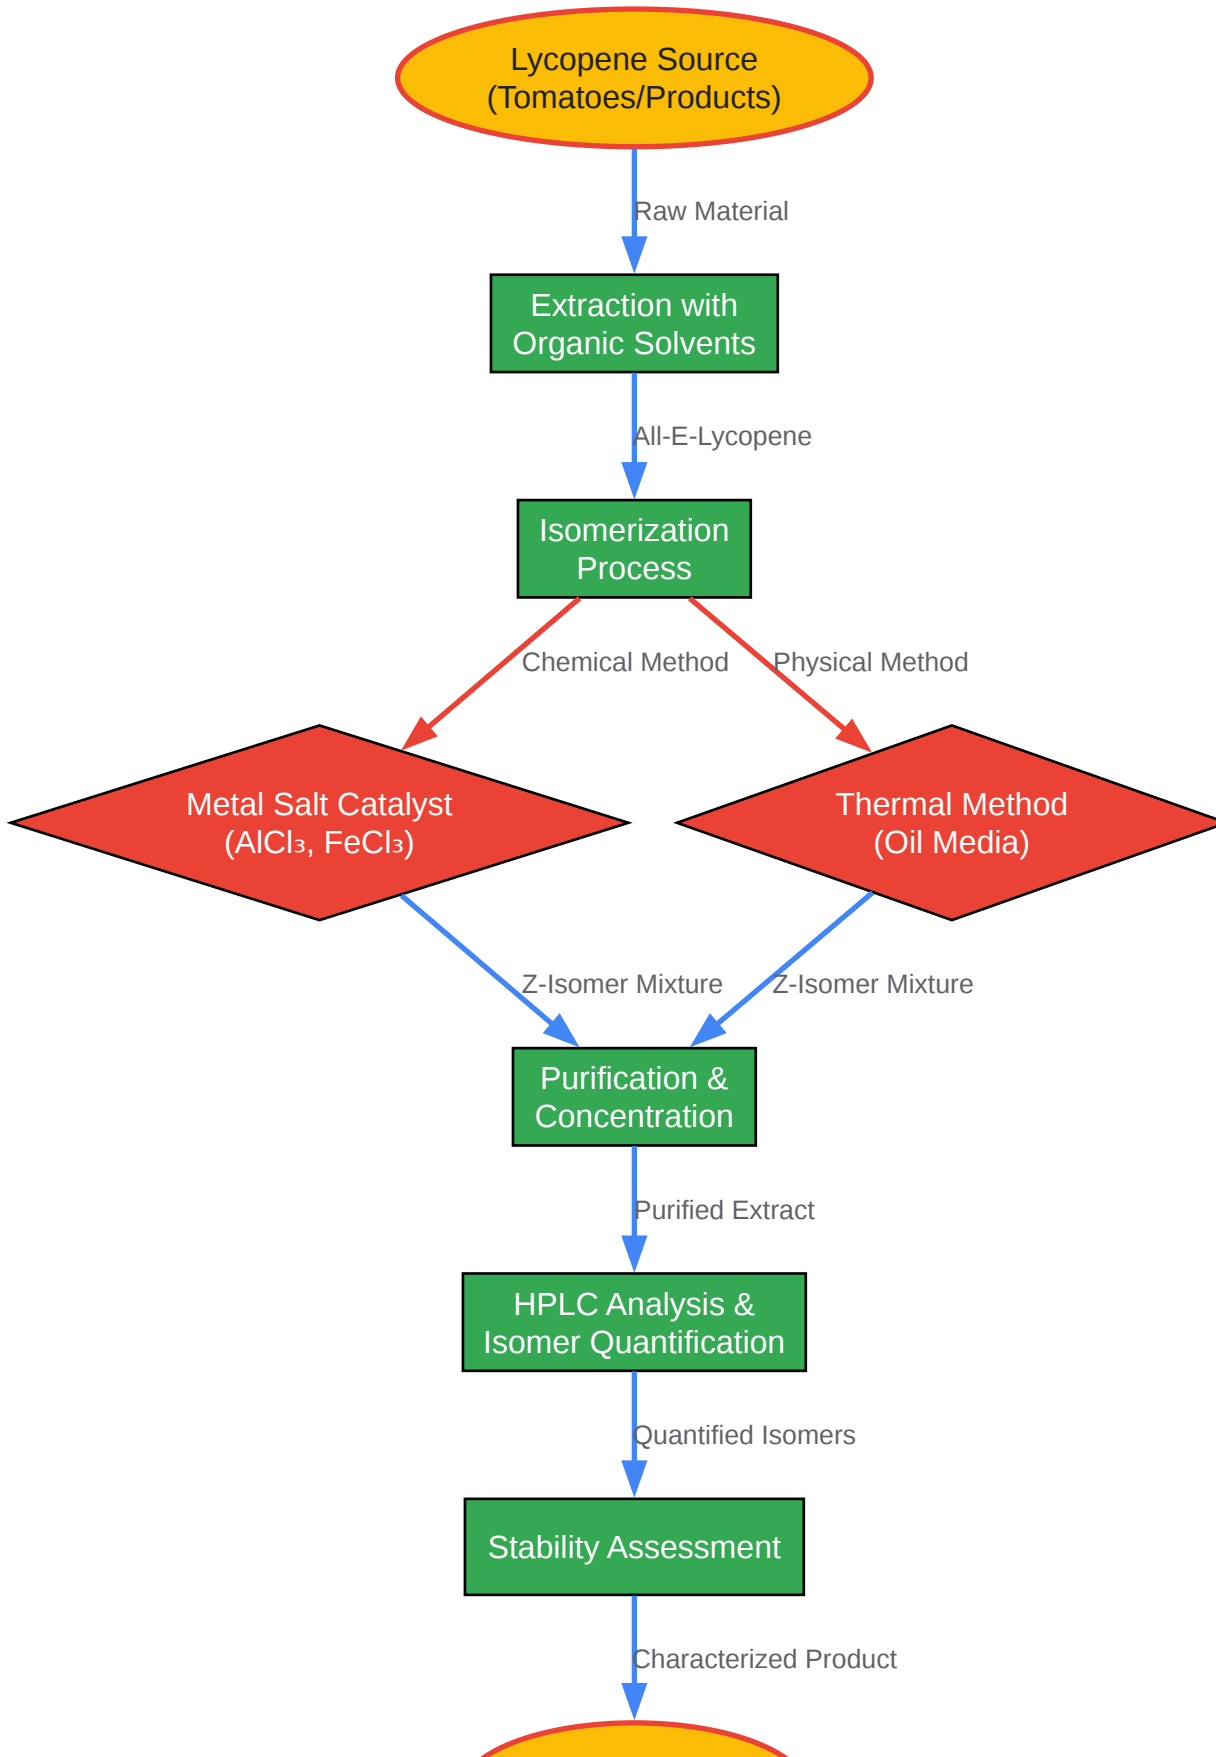 Lycopene Source
(Tomatoes/Products)
Raw Material
Extraction with
Organic Solvents
All-E-Lycopene
Isomerization
Process
Chemical Method
Physical Method
Metal Salt Catalyst
(AlCl₃, FeCl₃)
Thermal Method
(Oil Media)
Z-Isomer Mixture
Z-Isomer Mixture
Purification &
Concentration
Purified Extract
HPLC Analysis &
Isomer Quantification
Quantified Isomers
Stability Assessment
Characterized Product